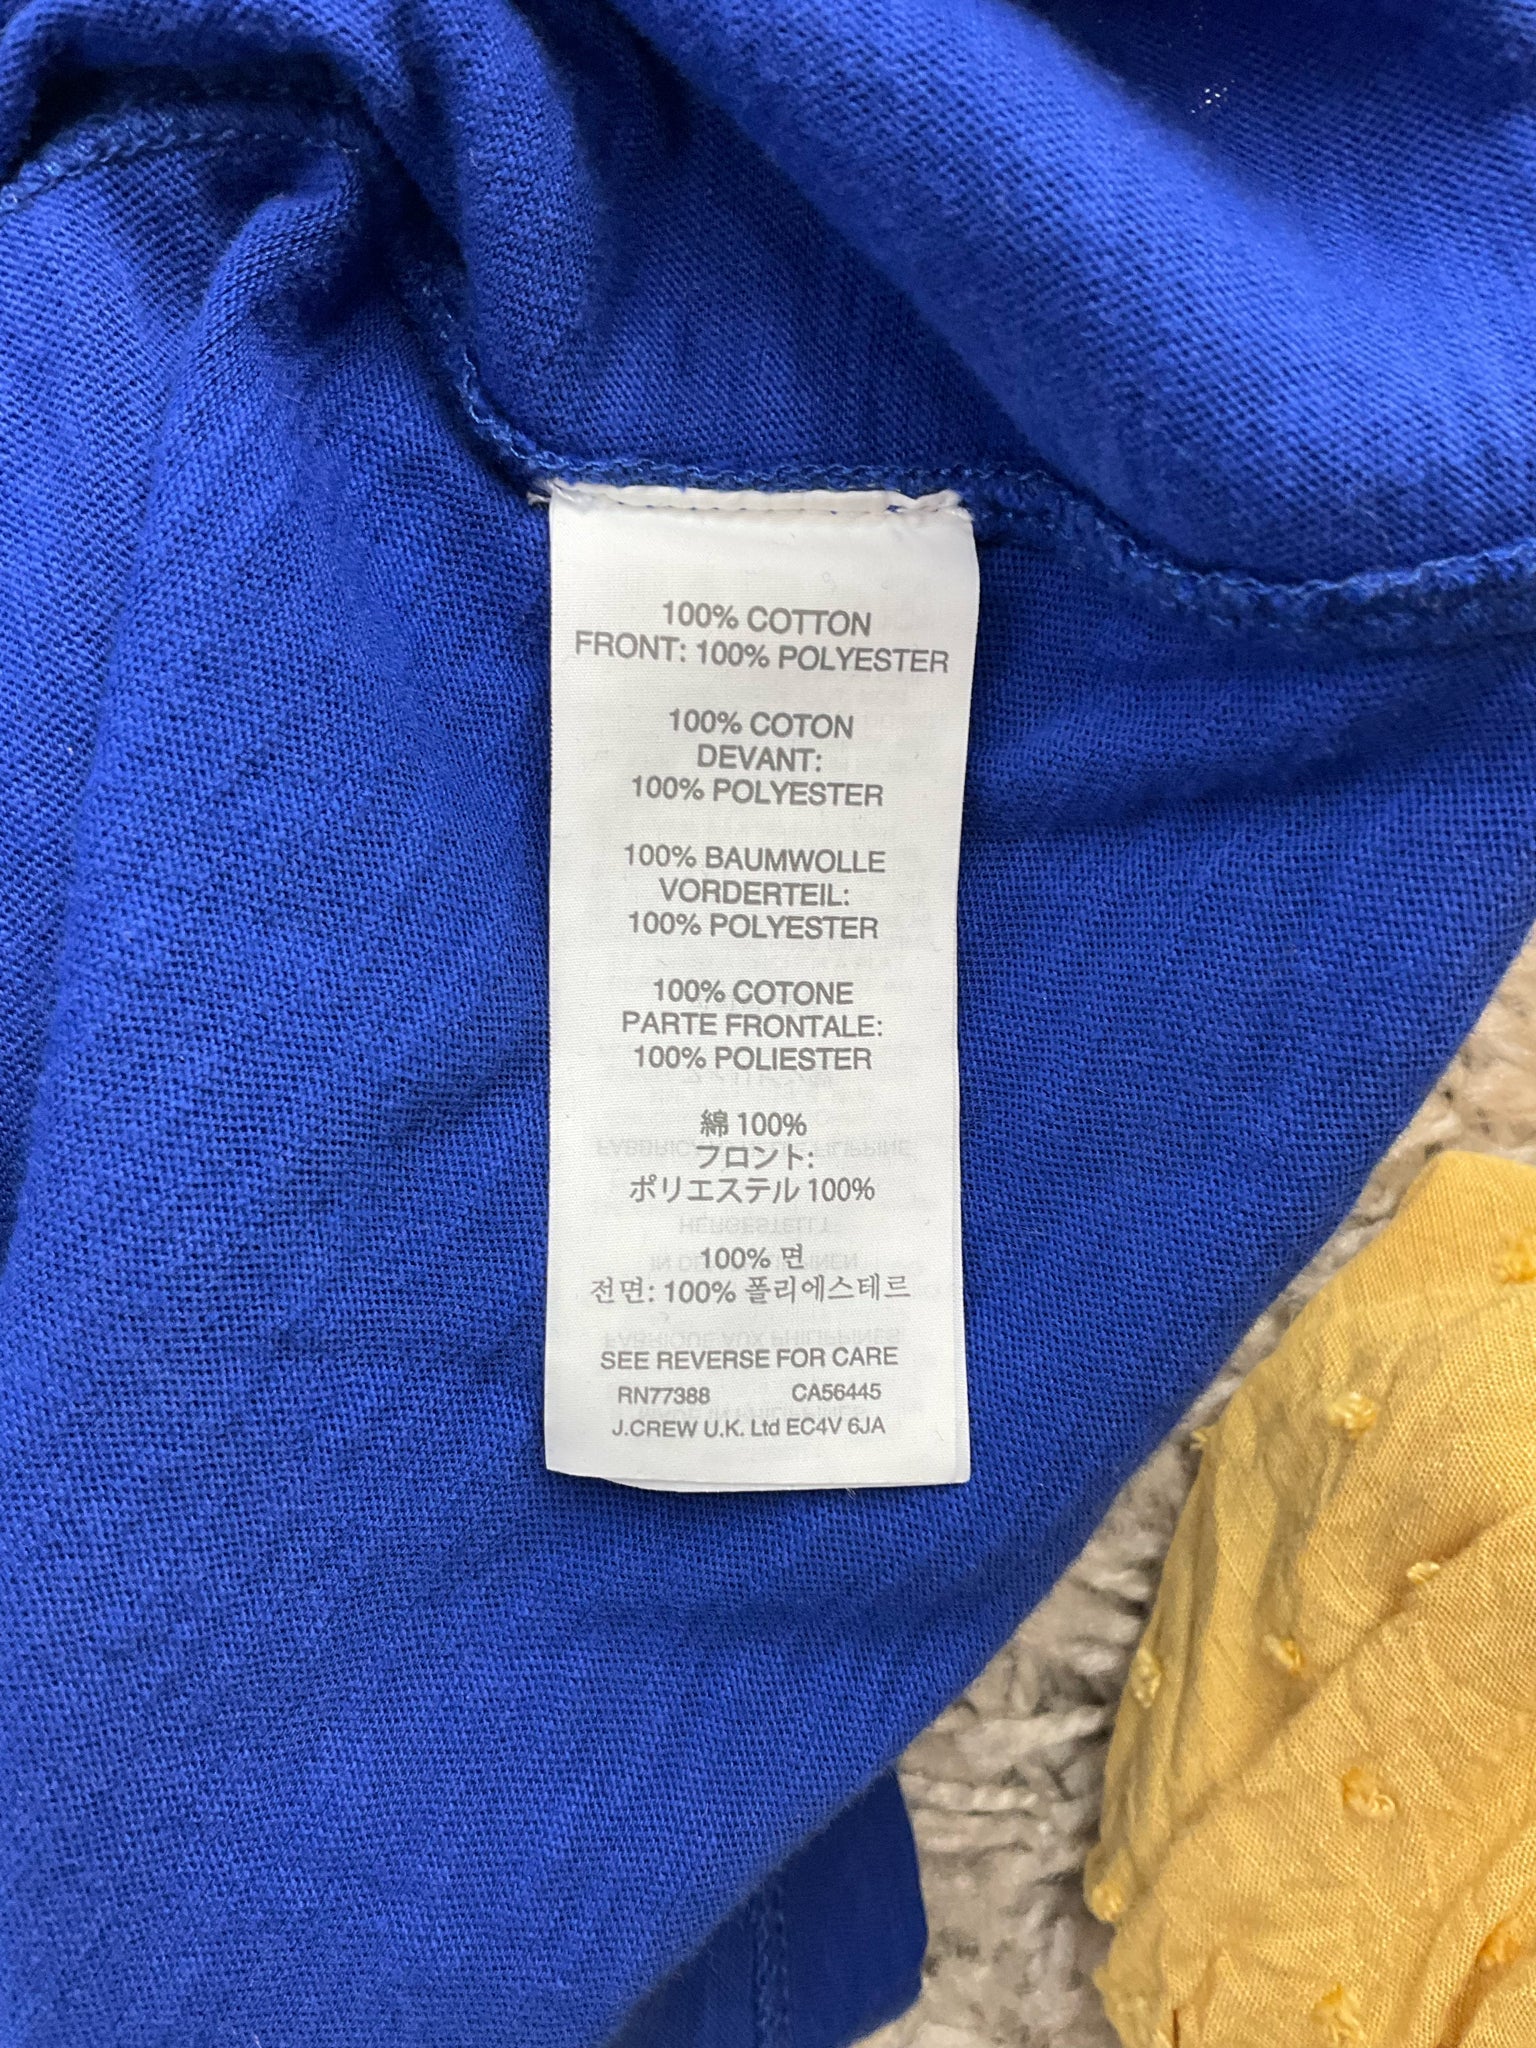 100% COTTON
FRONT: 100% POLYESTER
100% COTON
DEVANT:
100% POLYESTER
100% BAUMWOLLE
VORDERTEIL:
100% POLYESTER
100% COTONE
PARTE FRONTALE:
100% POLIESTER
綿 100%
フロント:
ポリエステル 100%
100% 면
전면: 100% 폴리에스테르
SEE REVERSE FOR CARE
RN77388 CA56445
J.CREW U.K. Ltd EC4V 6JA